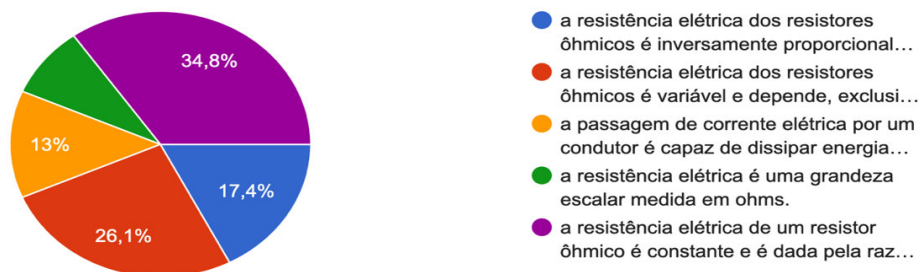 34,8%
13%
17,4%
26,1%
a resistência elétrica dos resistores
ôhmicos é inversamente proporcional…
a resistência elétrica dos resistores
ôhmicos é variável e depende, exclusi…
a passagem de corrente elétrica por um
condutor é capaz de dissipar energia…
a resistência elétrica é uma grandeza
escalar medida em ohms.
a resistência elétrica de um resistor
ôhmico é constante e é dada pela raz…